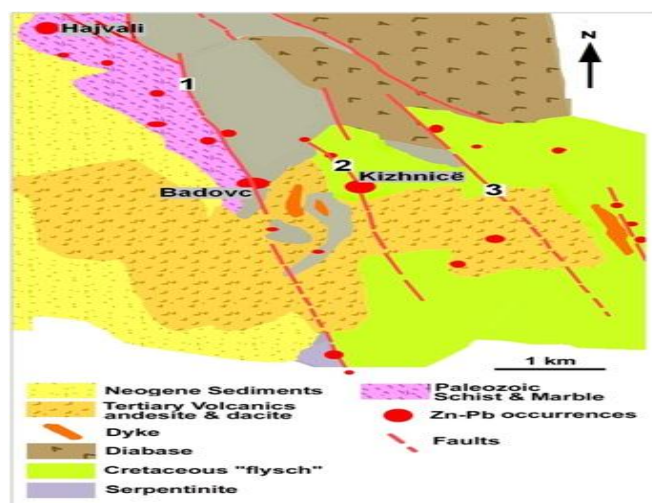 Hajvali
N
1
2
Kizhnicë
Badovc
3
1 km
Neogene Sediments
Tertiary Volcanics
andesite & dacite
Dyke
Diabase
Cretaceous "flysch"
Serpentinite
Paleozoic
Schist & Marble
Zn-Pb occurrences
Faults